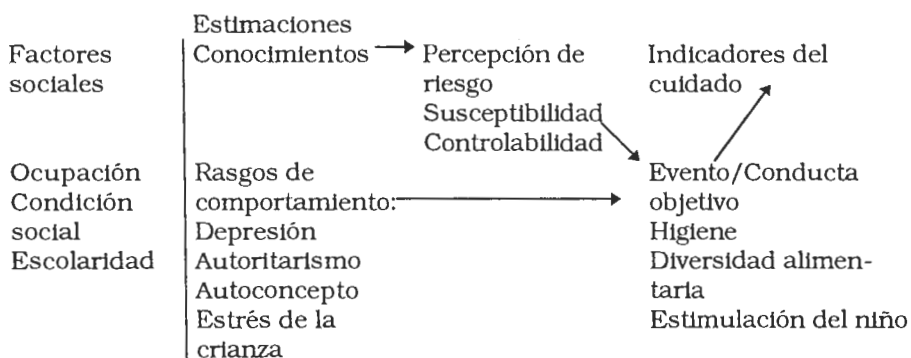 Factores
sociales
Ocupación
Condición
social
Escolaridad
Estimaciones
Conocimientos
Rasgos de
comportamiento:
Depresión
Autoritarismo
Autoconcepto
Estrés de la
crianza
Percepción de
riesgo
Susceptibilidad
Controlabilidad
Indicadores del
cuidado
Evento/Conducta
objetivo
Higiene
Diversidad alimen-
taria
Estimulación del niño